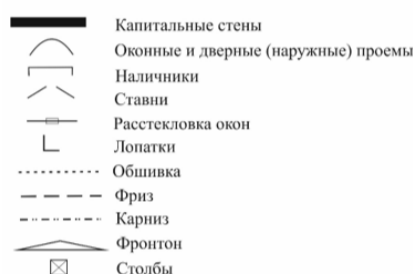 Капитальные стены
Оконные и дверные (наружные) проемы
Наличники
Ставни
Расстекловка окон
Лопатки
Обшивка
Фриз
Карниз
Фронтон
Столбы